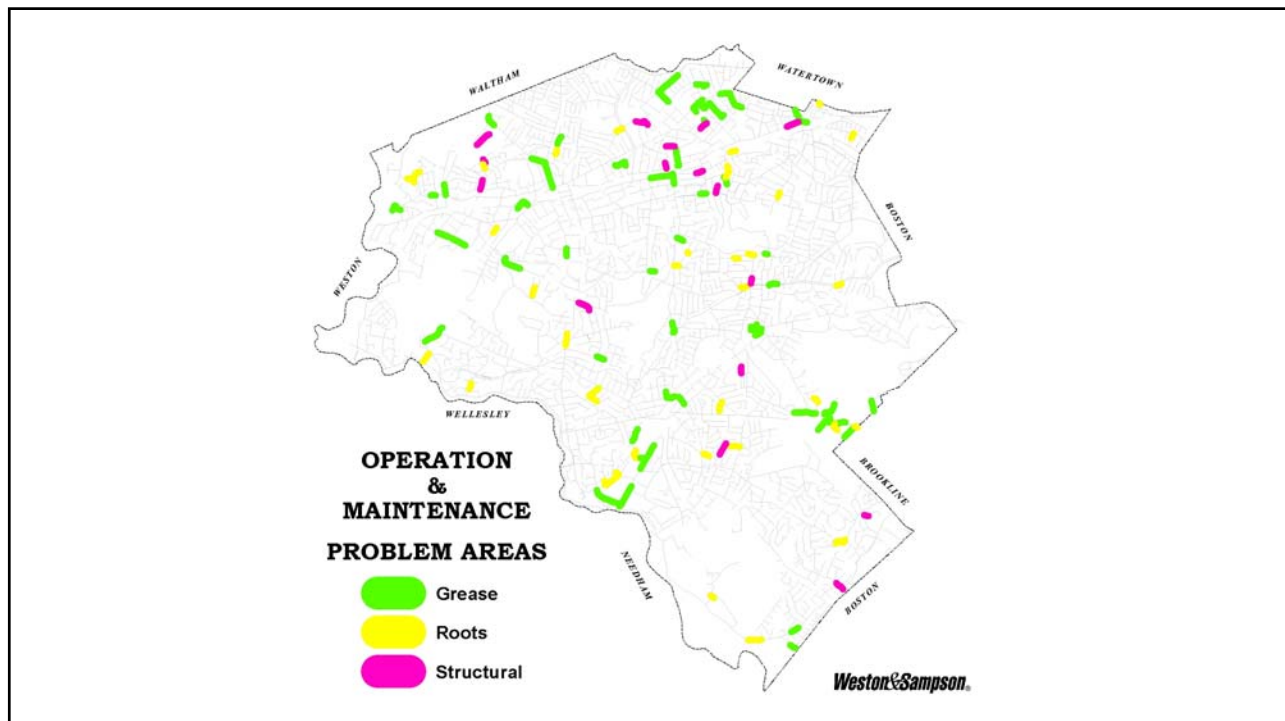 WALTHAM
WATERTOWN
BOSTON
WESTON
WELLESLEY
OPERATION
&
MAINTENANCE
PROBLEM AREAS
Grease
Roots
Structural
NEEDHAM
BROOKLINE
BOSTON
Weston&Sampson®